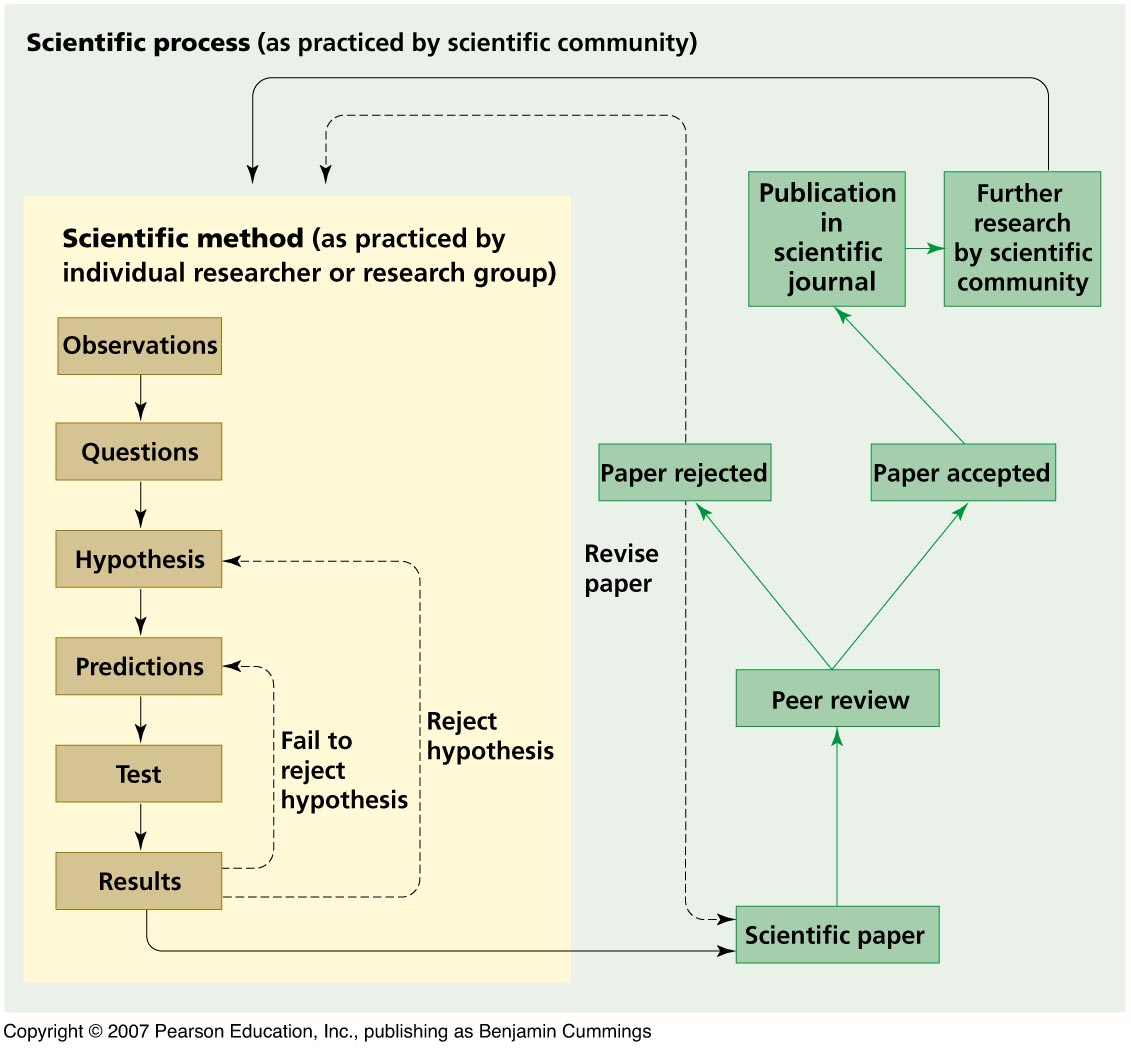 Scientific process (as practiced by scientific community)
Scientific method (as practiced by
individual researcher or research group)
Observations
Questions
Hypothesis
Predictions
Test
Results
Fail to
reject
hypothesis
Reject
hypothesis
Revise
paper
Paper rejected
Paper accepted
Publication
in
scientific
journal
Further
research
by scientific
community
Peer review
Scientific paper
Copyright © 2007 Pearson Education, Inc., publishing as Benjamin Cummings